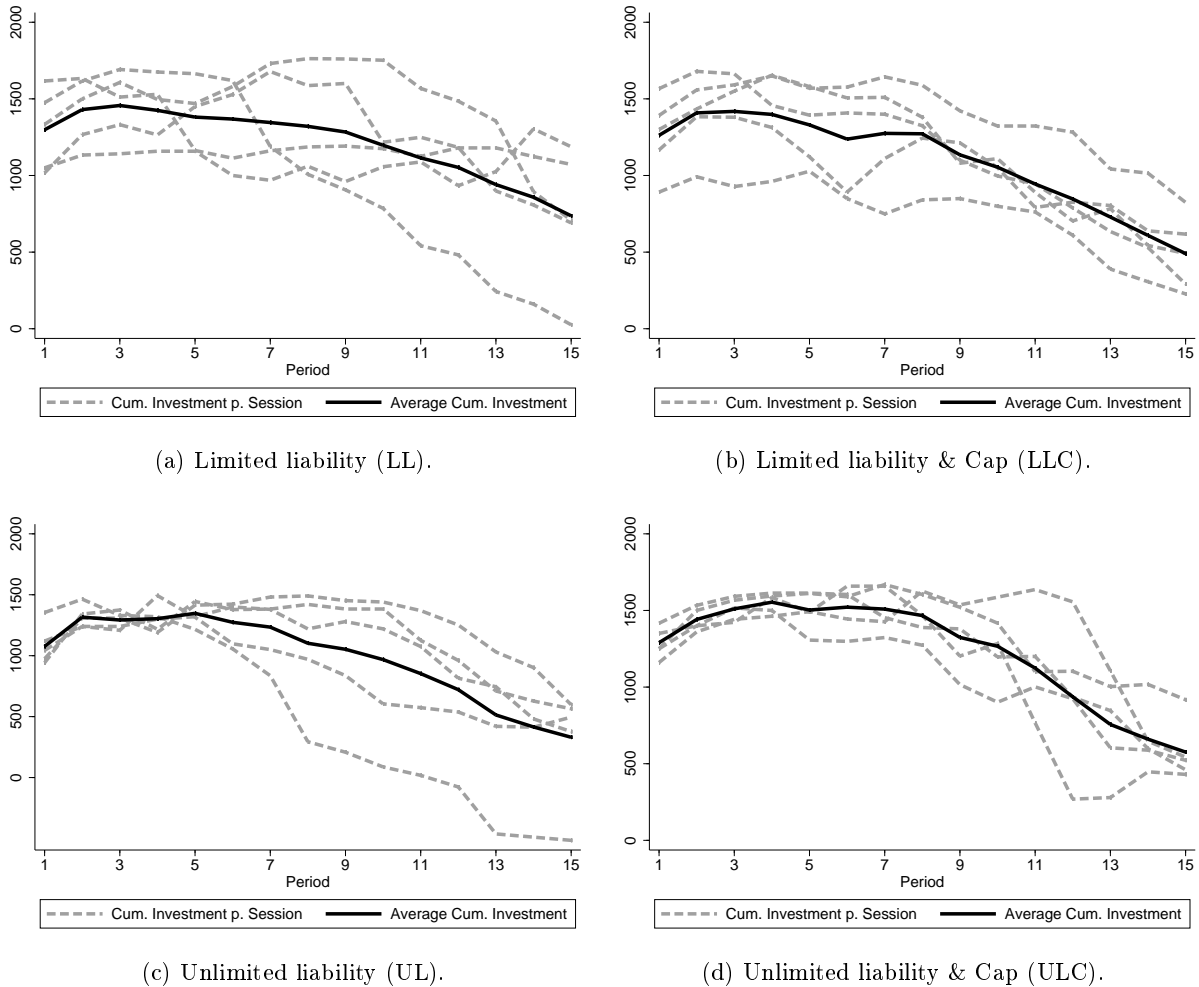 2000
1500
1000
500
0
1 3 5 7 9 11 13 15
Period
Cum. Investment p. Session Average Cum. Investment
(a) Limited liability (LL).
2000
1500
1000
500
0
1 3 5 7 9 11 13 15
Period
Cum. Investment p. Session Average Cum. Investment
(b) Limited liability & Cap (LLC).
2000
1500
1000
500
0
1 3 5 7 9 11 13 15
Period
Cum. Investment p. Session Average Cum. Investment
(c) Unlimited liability (UL).
2000
1500
1000
500
0
1 3 5 7 9 11 13 15
Period
Cum. Investment p. Session Average Cum. Investment
(d) Unlimited liability & Cap (ULC).